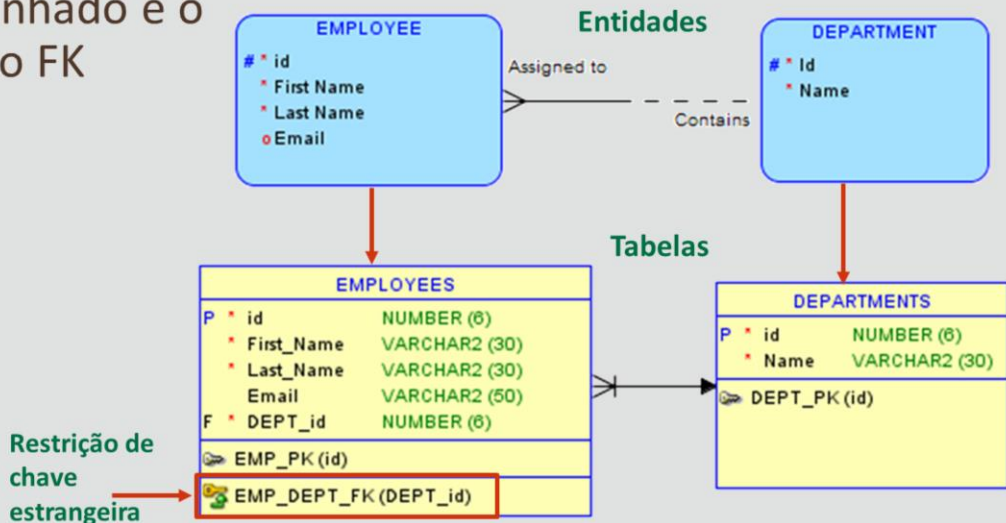 nhado é o
o FK
Entidades
EMPLOYEE
# * id
* First Name
* Last Name
o Email
Assigned to
Contains
DEPARTMENT
# * Id
* Name
Tabelas
EMPLOYEES
P * id NUMBER (6)
* First_Name VARCHAR2 (30)
* Last_Name VARCHAR2 (30)
Email VARCHAR2 (50)
F * DEPT_id NUMBER (6)
EMP_PK (id)
EMP_DEPT_FK (DEPT_id)
DEPARTMENTS
P * id NUMBER (6)
* Name VARCHAR2 (30)
DEPT_PK (id)
Restrição de
chave
estrangeira